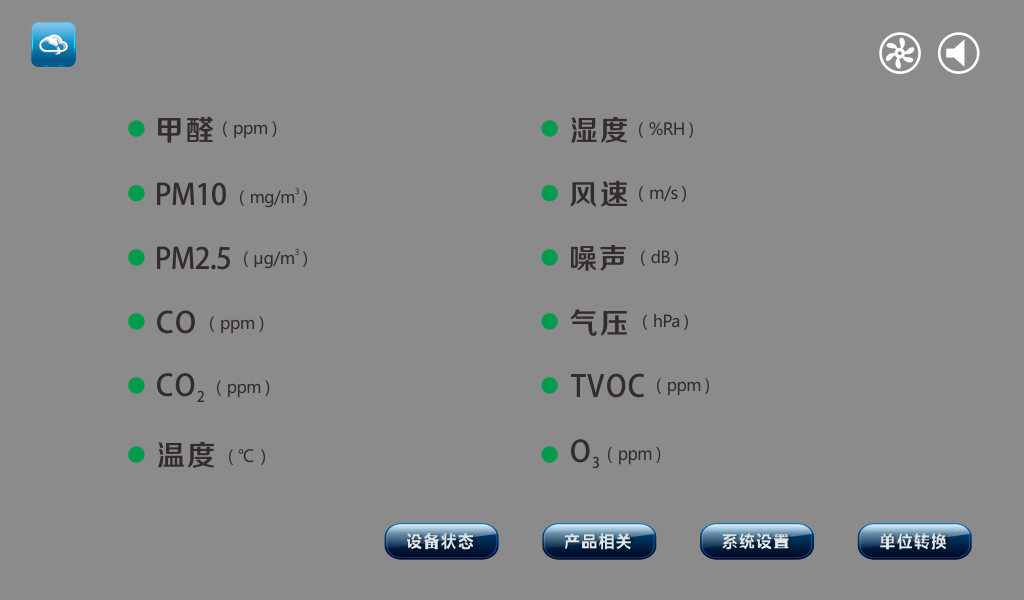 甲醛（ppm）
PM10（mg/m³）
PM2.5（μg/m³）
CO（ppm）
CO₂（ppm）
温度（℃）
湿度（%RH）
风速（m/s）
噪声（dB）
气压（hPa）
TVOC（ppm）
O₃（ppm）
设备状态
产品相关
系统设置
单位转换